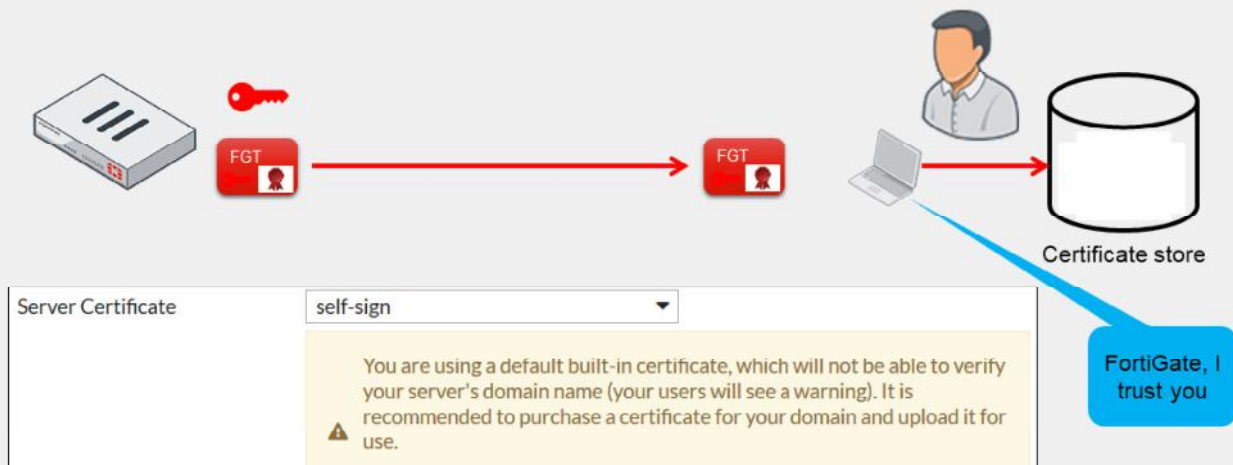 FGT
FGT
Certificate store
Server Certificate
self-sign
You are using a default built-in certificate, which will not be able to verify
your server's domain name (your users will see a warning). It is
recommended to purchase a certificate for your domain and upload it for
use.
FortiGate, I
trust you